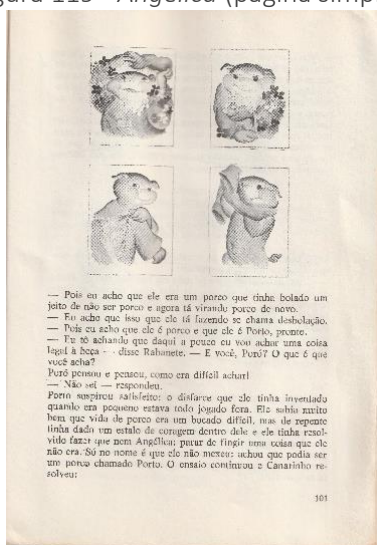 Figura 115 - Angélica (página simp
— Pois eu acho que ele era um porco que tinha bolado um
jeito de não ser porco e agora tá virando porco de novo.
— Eu acho que isso que ele tá fazendo se chama desbolação.
— Pois eu acho que ele é porco e que ele é Porto, pronto.
— Eu tô achando que daqui a pouco eu vou achar uma coisa
legal à beça - disse Rabanete. — E você, Puró? O que é que
você acha?
Puró pensou e pensou, como era difícil achar!
— Não sei — respondeu.
Porto suspirou satisfeito: o disfarce que ele tinha inventado
quando era pequeno estava todo jogado fora. Ele sabia muito
bem que vida de porco era um bocado difícil, mas de repente
tinha dado um estalo de coragem dentro dele e ele tinha resol-
vido fazer que nem Angélica: parar de fingir uma coisa que ele
não era. Só no nome é que ele não mexeu: achou que podia ser
um porco chamado Porto. O ensaio continuou e Canarinho re-
solveu:
101